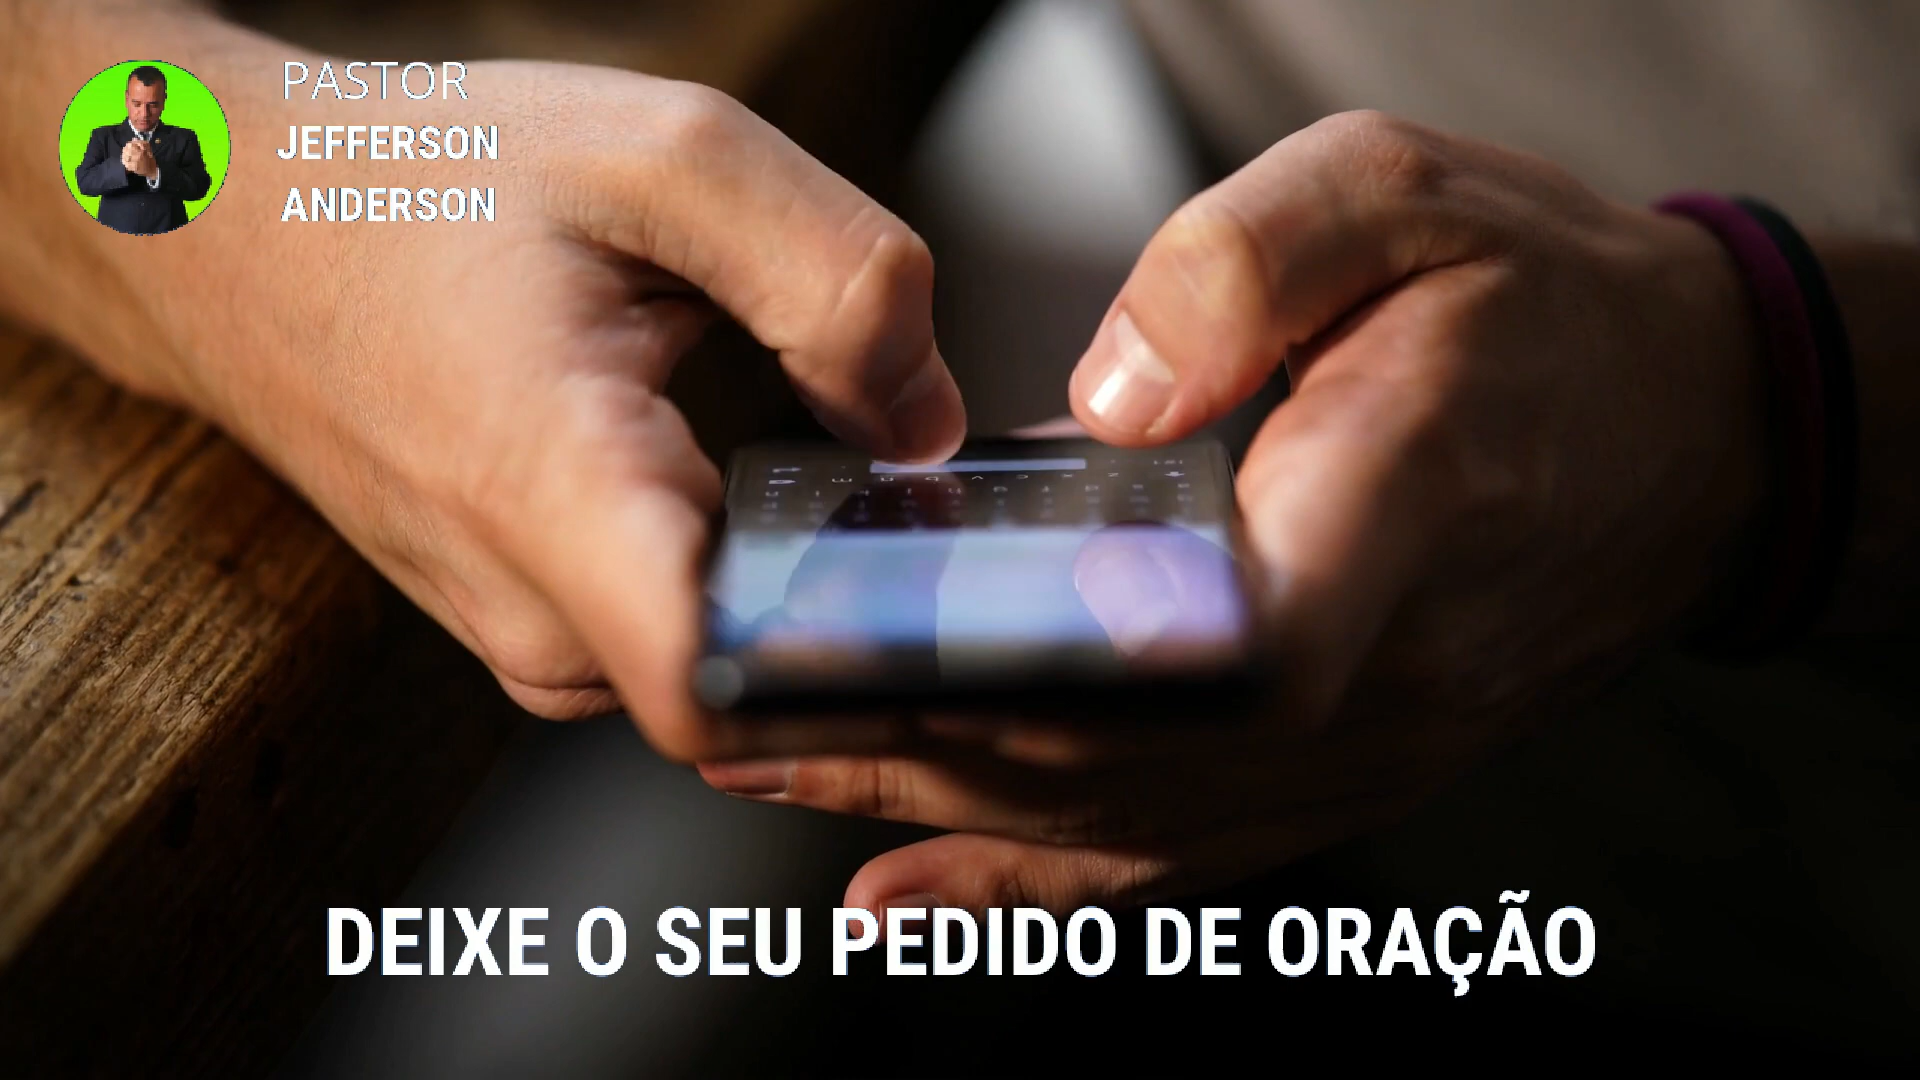 PASTOR
JEFFERSON
ANDERSON
DEIXE O SEU PEDIDO DE ORAÇÃO